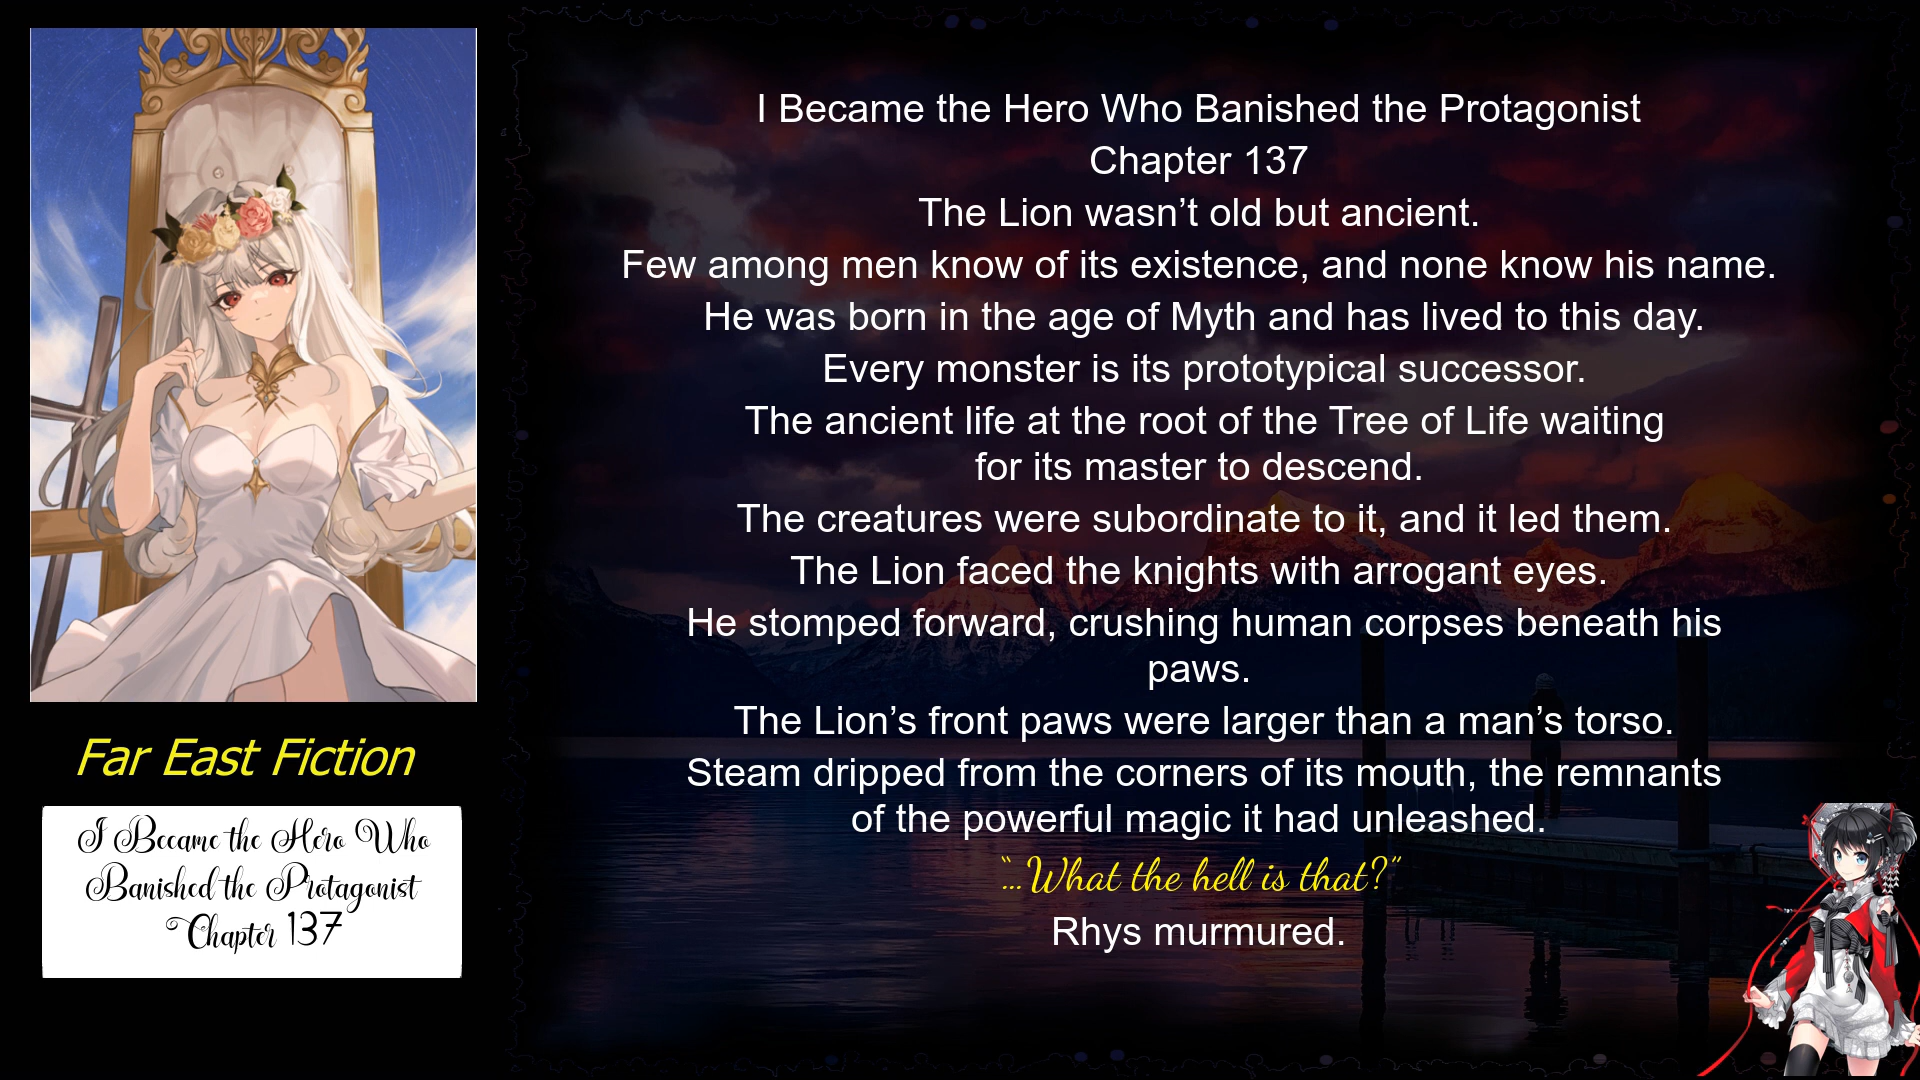 I Became the Hero Who Banished the Protagonist
Chapter 137
The Lion wasn’t old but ancient.
Few among men know of its existence, and none know his name.
He was born in the age of Myth and has lived to this day.
Every monster is its prototypical successor.
The ancient life at the root of the Tree of Life waiting
for its master to descend.
The creatures were subordinate to it, and it led them.
The Lion faced the knights with arrogant eyes.
He stomped forward, crushing human corpses beneath his
paws.
The Lion’s front paws were larger than a man’s torso.
Steam dripped from the corners of its mouth, the remnants
of the powerful magic it had unleashed.
“…What the hell is that?”
Rhys murmured.
Far East Fiction
I Became the Hero Who
Banished the Protagonist
Chapter 137